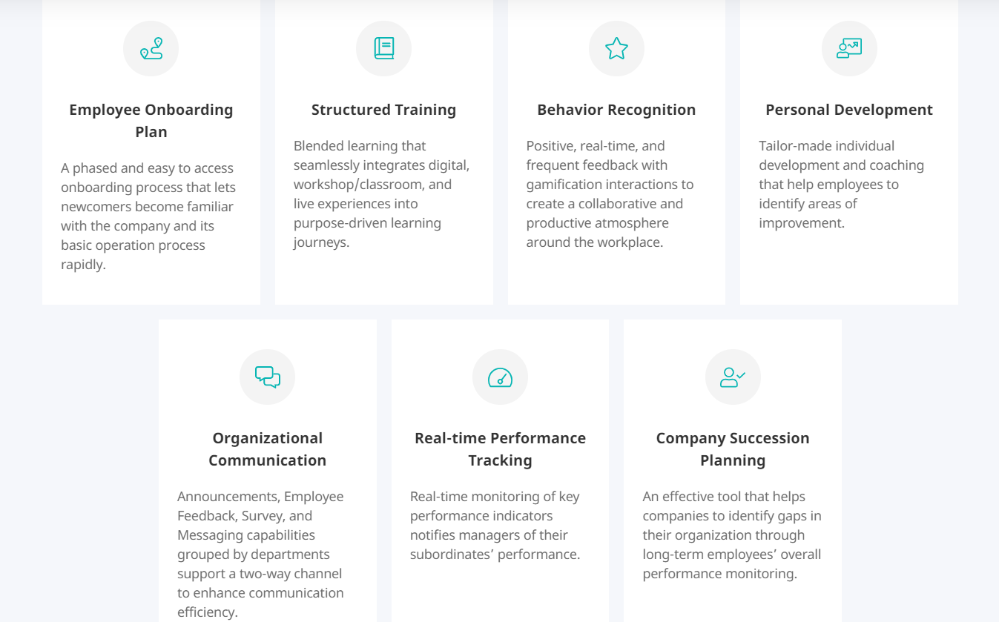 Employee Onboarding
Plan
A phased and easy to access
onboarding process that lets
newcomers become familiar
with the company and its
basic operation process
rapidly.
Structured Training
Blended learning that
seamlessly integrates digital,
workshop/classroom, and
live experiences into
purpose-driven learning
journeys.
Behavior Recognition
Positive, real-time, and
frequent feedback with
gamification interactions to
create a collaborative and
productive atmosphere
around the workplace.
Personal Development
Tailor-made individual
development and coaching
that help employees to
identify areas of
improvement.
Organizational
Communication
Announcements, Employee
Feedback, Survey, and
Messaging capabilities
grouped by departments
support a two-way channel
to enhance communication
efficiency.
Real-time Performance
Tracking
Real-time monitoring of key
performance indicators
notifies managers of their
subordinates’ performance.
Company Succession
Planning
An effective tool that helps
companies to identify gaps in
their organization through
long-term employees’ overall
performance monitoring.